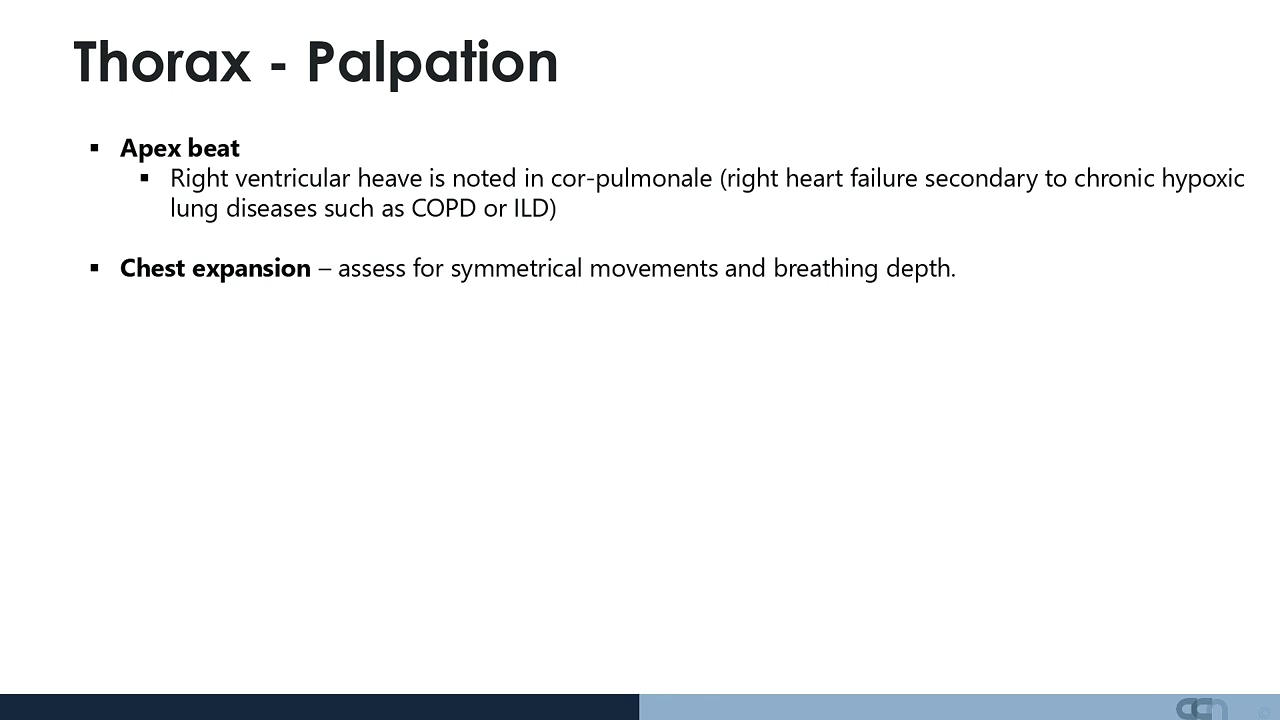 Thorax - Palpation
▪ Apex beat
▪ Right ventricular heave is noted in cor-pulmonale (right heart failure secondary to chronic hypoxic
lung diseases such as COPD or ILD)
▪ Chest expansion – assess for symmetrical movements and breathing depth.